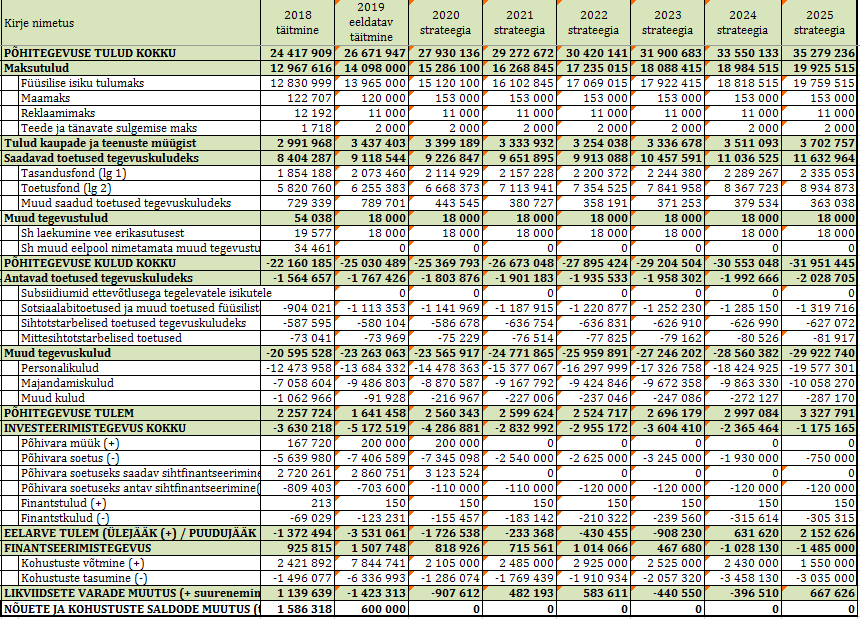 Kirje nimetus 2018 täitmine 2019 eeldatav täitmine 2020 strateegia 2021 strateegia 2022 strateegia 2023 strateegia 2024 strateegia 2025 strateegia
PÕHITEGEVUSE TULUD KOKKU 24 417 909 26 671 947 27 930 136 29 272 672 30 420 141 31 900 683 33 550 133 35 279 236
Maksutulud 12 967 616 14 098 000 15 286 100 16 268 845 17 235 015 18 088 415 18 984 515 19 925 515
Füüsilise isiku tulumaks 12 830 999 13 965 000 15 120 100 16 102 845 17 069 015 17 922 415 18 818 515 19 759 515
Maamaks 122 707 120 000 153 000 153 000 153 000 153 000 153 000 153 000
Reklaamimaks 12 192 11 000 11 000 11 000 11 000 11 000 11 000 11 000
Teede ja tänavate sulgemise maks 1 718 2 000 2 000 2 000 2 000 2 000 2 000 2 000
Tulud kaupade ja teenuste müügist 2 991 968 3 437 403 3 399 189 3 333 932 3 254 038 3 336 678 3 511 093 3 702 757
Saadavad toetused tegevuskuludeks 8 404 287 9 118 544 9 226 847 9 651 895 9 913 088 10 457 591 11 036 525 11 632 964
Tasandusfond (lg 1) 1 854 188 2 073 460 2 114 929 2 157 228 2 200 372 2 244 380 2 289 267 2 335 053
Toetusfond (lg 2) 5 820 760 6 255 383 6 668 373 7 113 941 7 354 525 7 841 958 8 367 723 8 934 873
Muud saadud toetused tegevuskuludeks 729 339 789 701 443 545 380 727 358 191 371 253 379 534 363 038
Muud tegevustulud 54 038 18 000 18 000 18 000 18 000 18 000 18 000 18 000
Sh laekumine vee erikasutusest 19 577 18 000 18 000 18 000 18 000 18 000 18 000 18 000
Sh muud eelpool nimetamata muud tegevustu 34 461 0 0 0 0 0 0 0
PÕHITEGEVUSE KULUD KOKKU -22 160 185 -25 030 489 -25 369 793 -26 673 048 -27 895 424 -29 204 504 -30 553 048 -31 951 445
Antavad toetused tegevuskuludeks -1 564 657 -1 767 426 -1 803 876 -1 901 183 -1 935 533 -1 958 302 -1 992 666 -2 028 705
Subsiidiumid ettevõtlusega tegelevatele isikutele 0 0 0 0 0 0 0
Sotsiaalabitoetused ja muud toetused füüsilist -904 021 -1 113 353 -1 141 969 -1 187 915 -1 220 877 -1 252 230 -1 285 150 -1 319 716
Sihtotstarbelised toetused tegevuskuludeks -587 595 -580 104 -586 678 -636 754 -636 831 -626 910 -626 990 -627 072
Mittesihtotstarbelised toetused -73 041 -73 969 -75 229 -76 514 -77 825 -79 162 -80 526 -81 917
Muud tegevuskulud -20 595 528 -23 263 063 -23 565 917 -24 771 865 -25 959 891 -27 246 202 -28 560 382 -29 922 740
Personalikulud -12 473 958 -13 684 332 -14 478 363 -15 377 067 -16 297 999 -17 326 758 -18 424 925 -19 577 301
Majandamiskulud -7 058 604 -9 486 803 -8 870 587 -9 167 792 -9 424 846 -9 672 358 -9 863 330 -10 058 270
Muud kulud -1 062 966 -91 928 -216 967 -227 006 -237 046 -247 086 -272 127 -287 170
PÕHITEGEVUSE TULEM 2 257 724 1 641 458 2 560 343 2 599 624 2 524 717 2 696 179 2 997 084 3 327 791
INVESTEERIMISTEGEVUS KOKKU -3 630 218 -5 172 519 -4 286 881 -2 832 992 -2 955 172 -3 604 410 -2 365 464 -1 175 165
Põhivara müük (+) 167 720 200 000 200 000 0 0 0 0 0
Põhivara soetus (-) -5 639 980 -7 406 589 -7 345 098 -2 540 000 -2 625 000 -3 245 000 -1 930 000 -750 000
Põhivara soetuseks saadav sihtfinantseerimine 2 720 261 2 860 751 3 123 524 0 0 0 0 0
Põhivara soetuseks antav sihtfinantseerimine( -809 403 -703 600 -110 000 -110 000 -120 000 -120 000 -120 000 -120 000
Finantstulud (+) 213 150 150 150 150 150 150 150
Finantstkulud (-) -69 029 -123 231 -155 457 -183 142 -210 322 -239 560 -315 614 -305 315
EELARVE TULEM (ÜLEJÄÄK (+) / PUUDUJÄÄK -1 372 494 -3 531 061 -1 726 538 -233 368 -430 455 -908 230 631 620 2 152 626
FINANTSEERIMISTEGEVUS 925 815 1 507 748 818 926 715 561 1 014 066 467 680 -1 028 130 -1 485 000
Kohustuste võtmine (+) 2 421 892 7 844 741 2 105 000 2 485 000 2 925 000 2 525 000 2 430 000 1 550 000
Kohustuste tasumine (-) -1 496 077 -6 336 993 -1 286 074 -1 769 439 -1 910 934 -2 057 320 -3 458 130 -3 035 000
LIKVIIDSETE VARADE MUUTUS (+ suurenemin 1 139 639 -1 423 313 -907 612 482 193 583 611 -440 550 -396 510 667 626
NÕUETE JA KOHUSTUSTE SALDODE MUUTUS (t 1 586 318 600 000 0 0 0 0 0 0